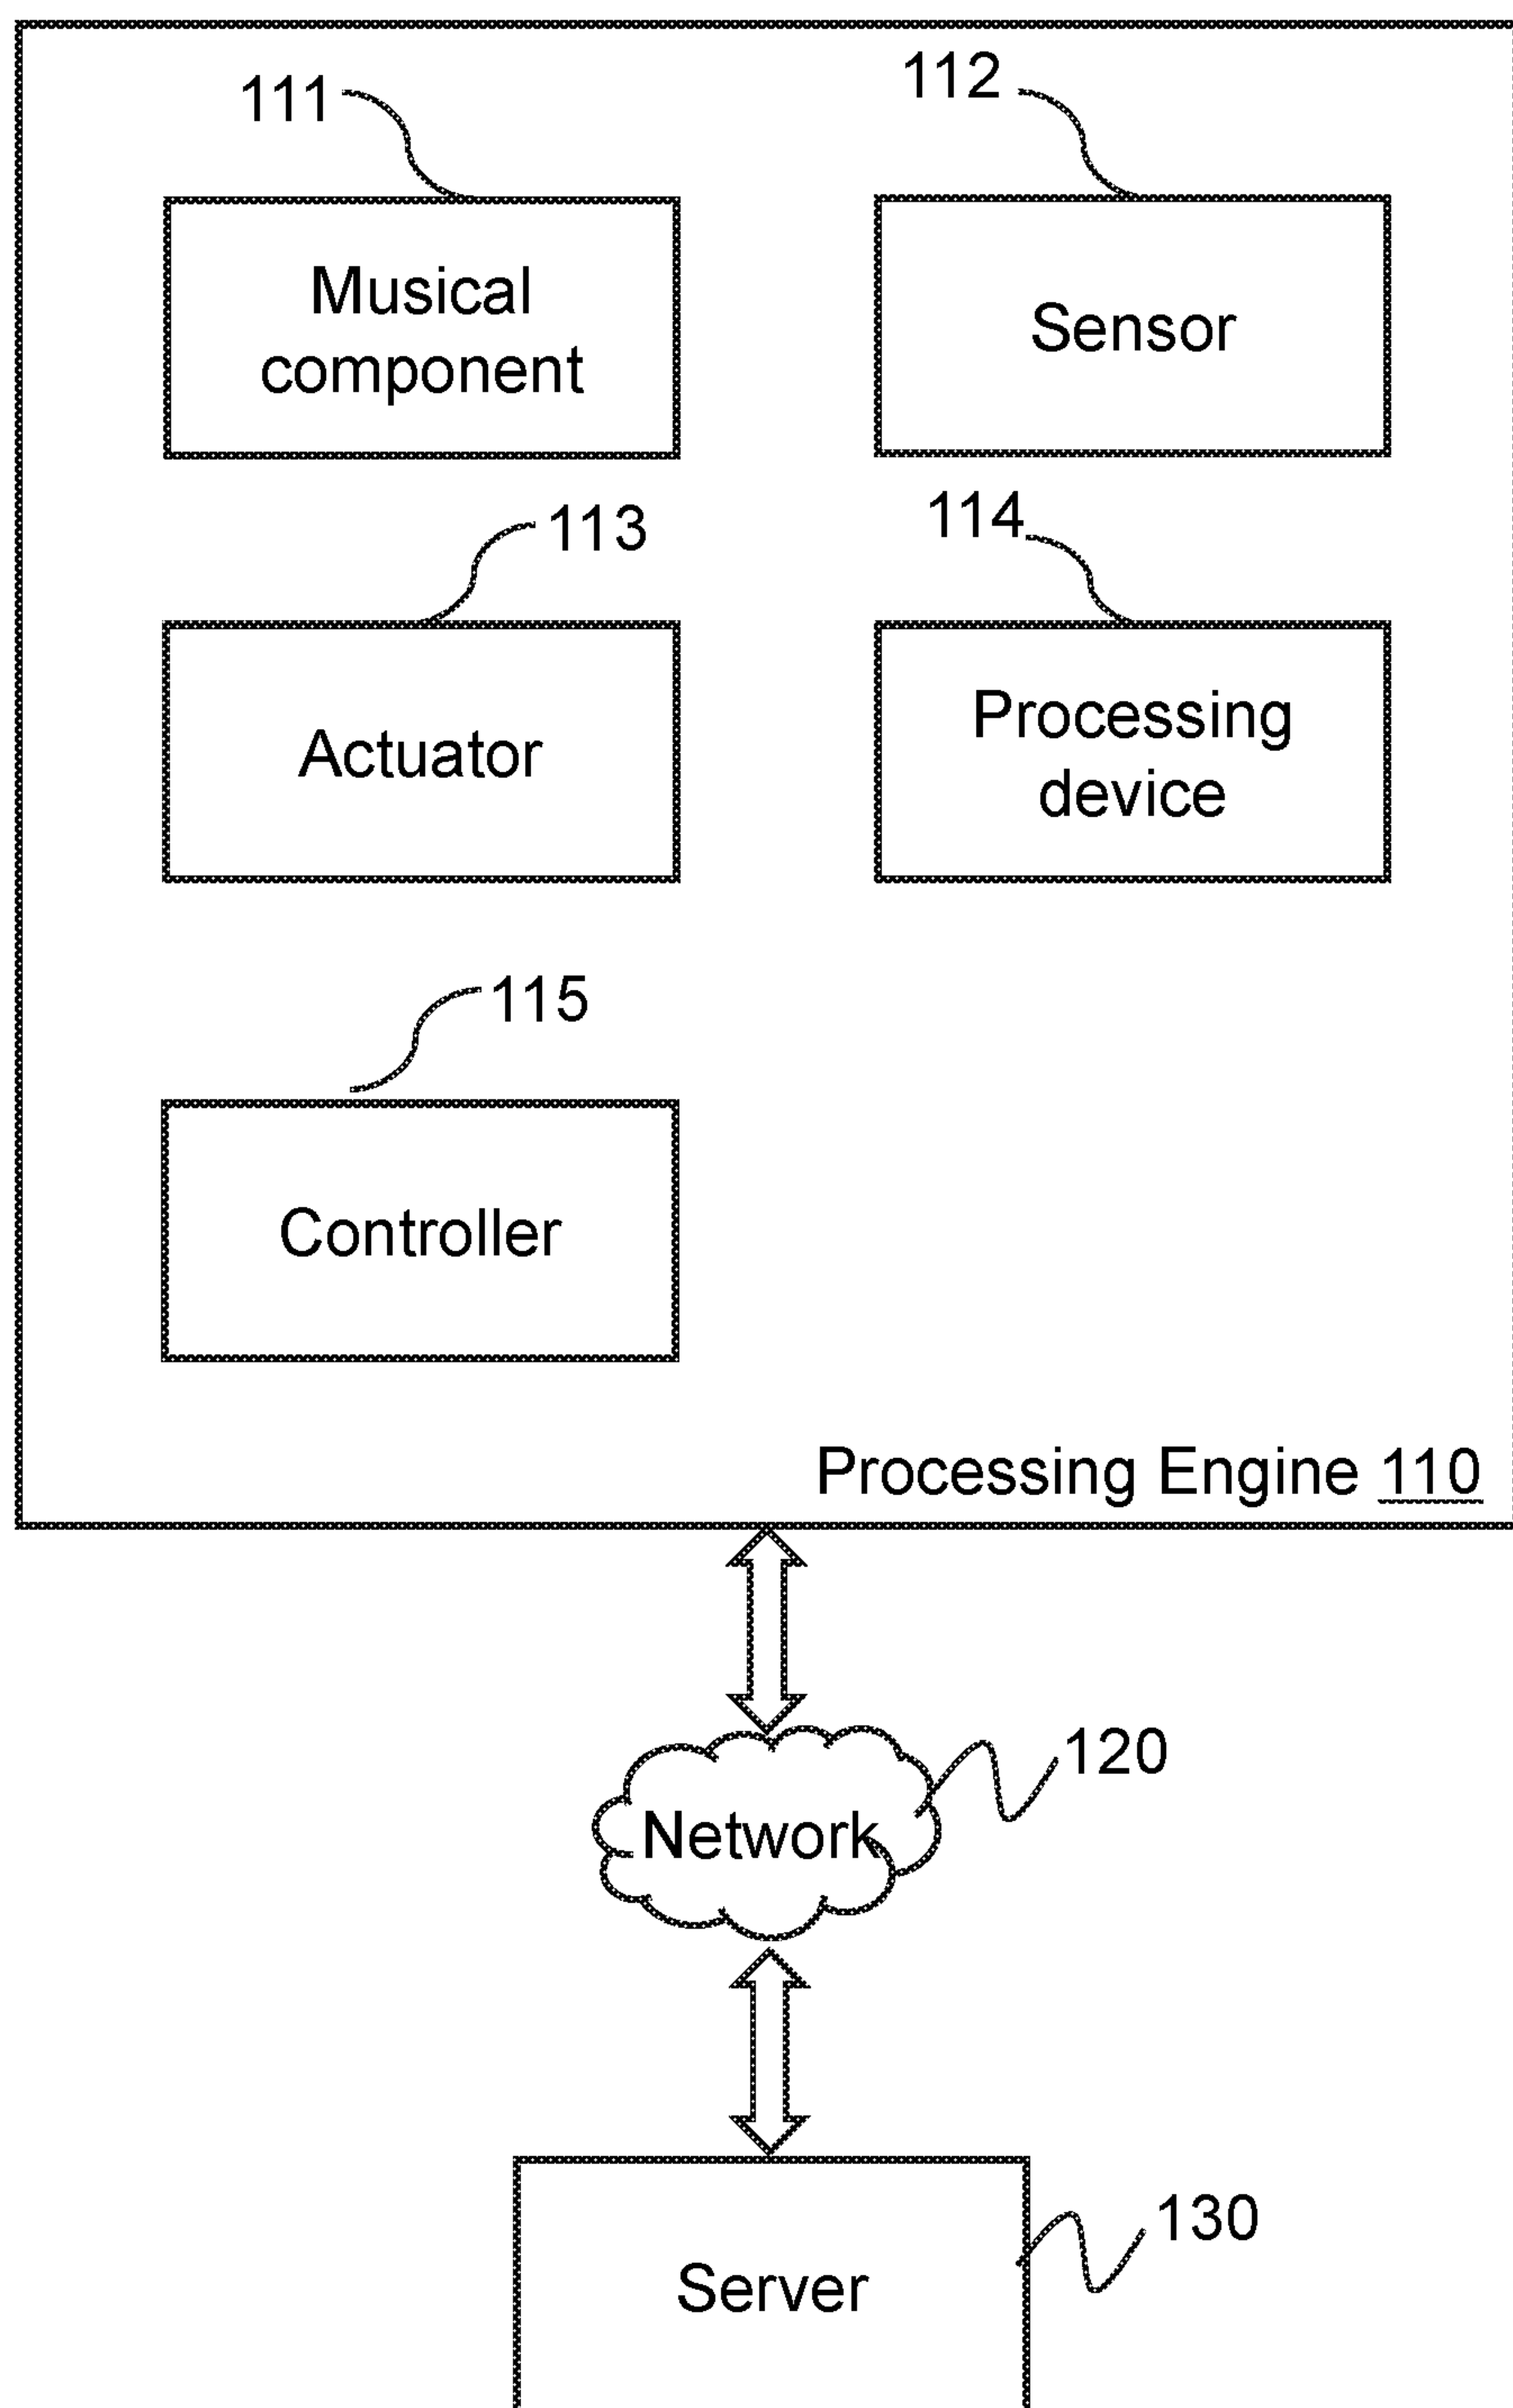 111
112
Musical
component
Sensor
113
114
Actuator
Processing
device
115
Controller
Processing Engine 110
120
Network
130
Server